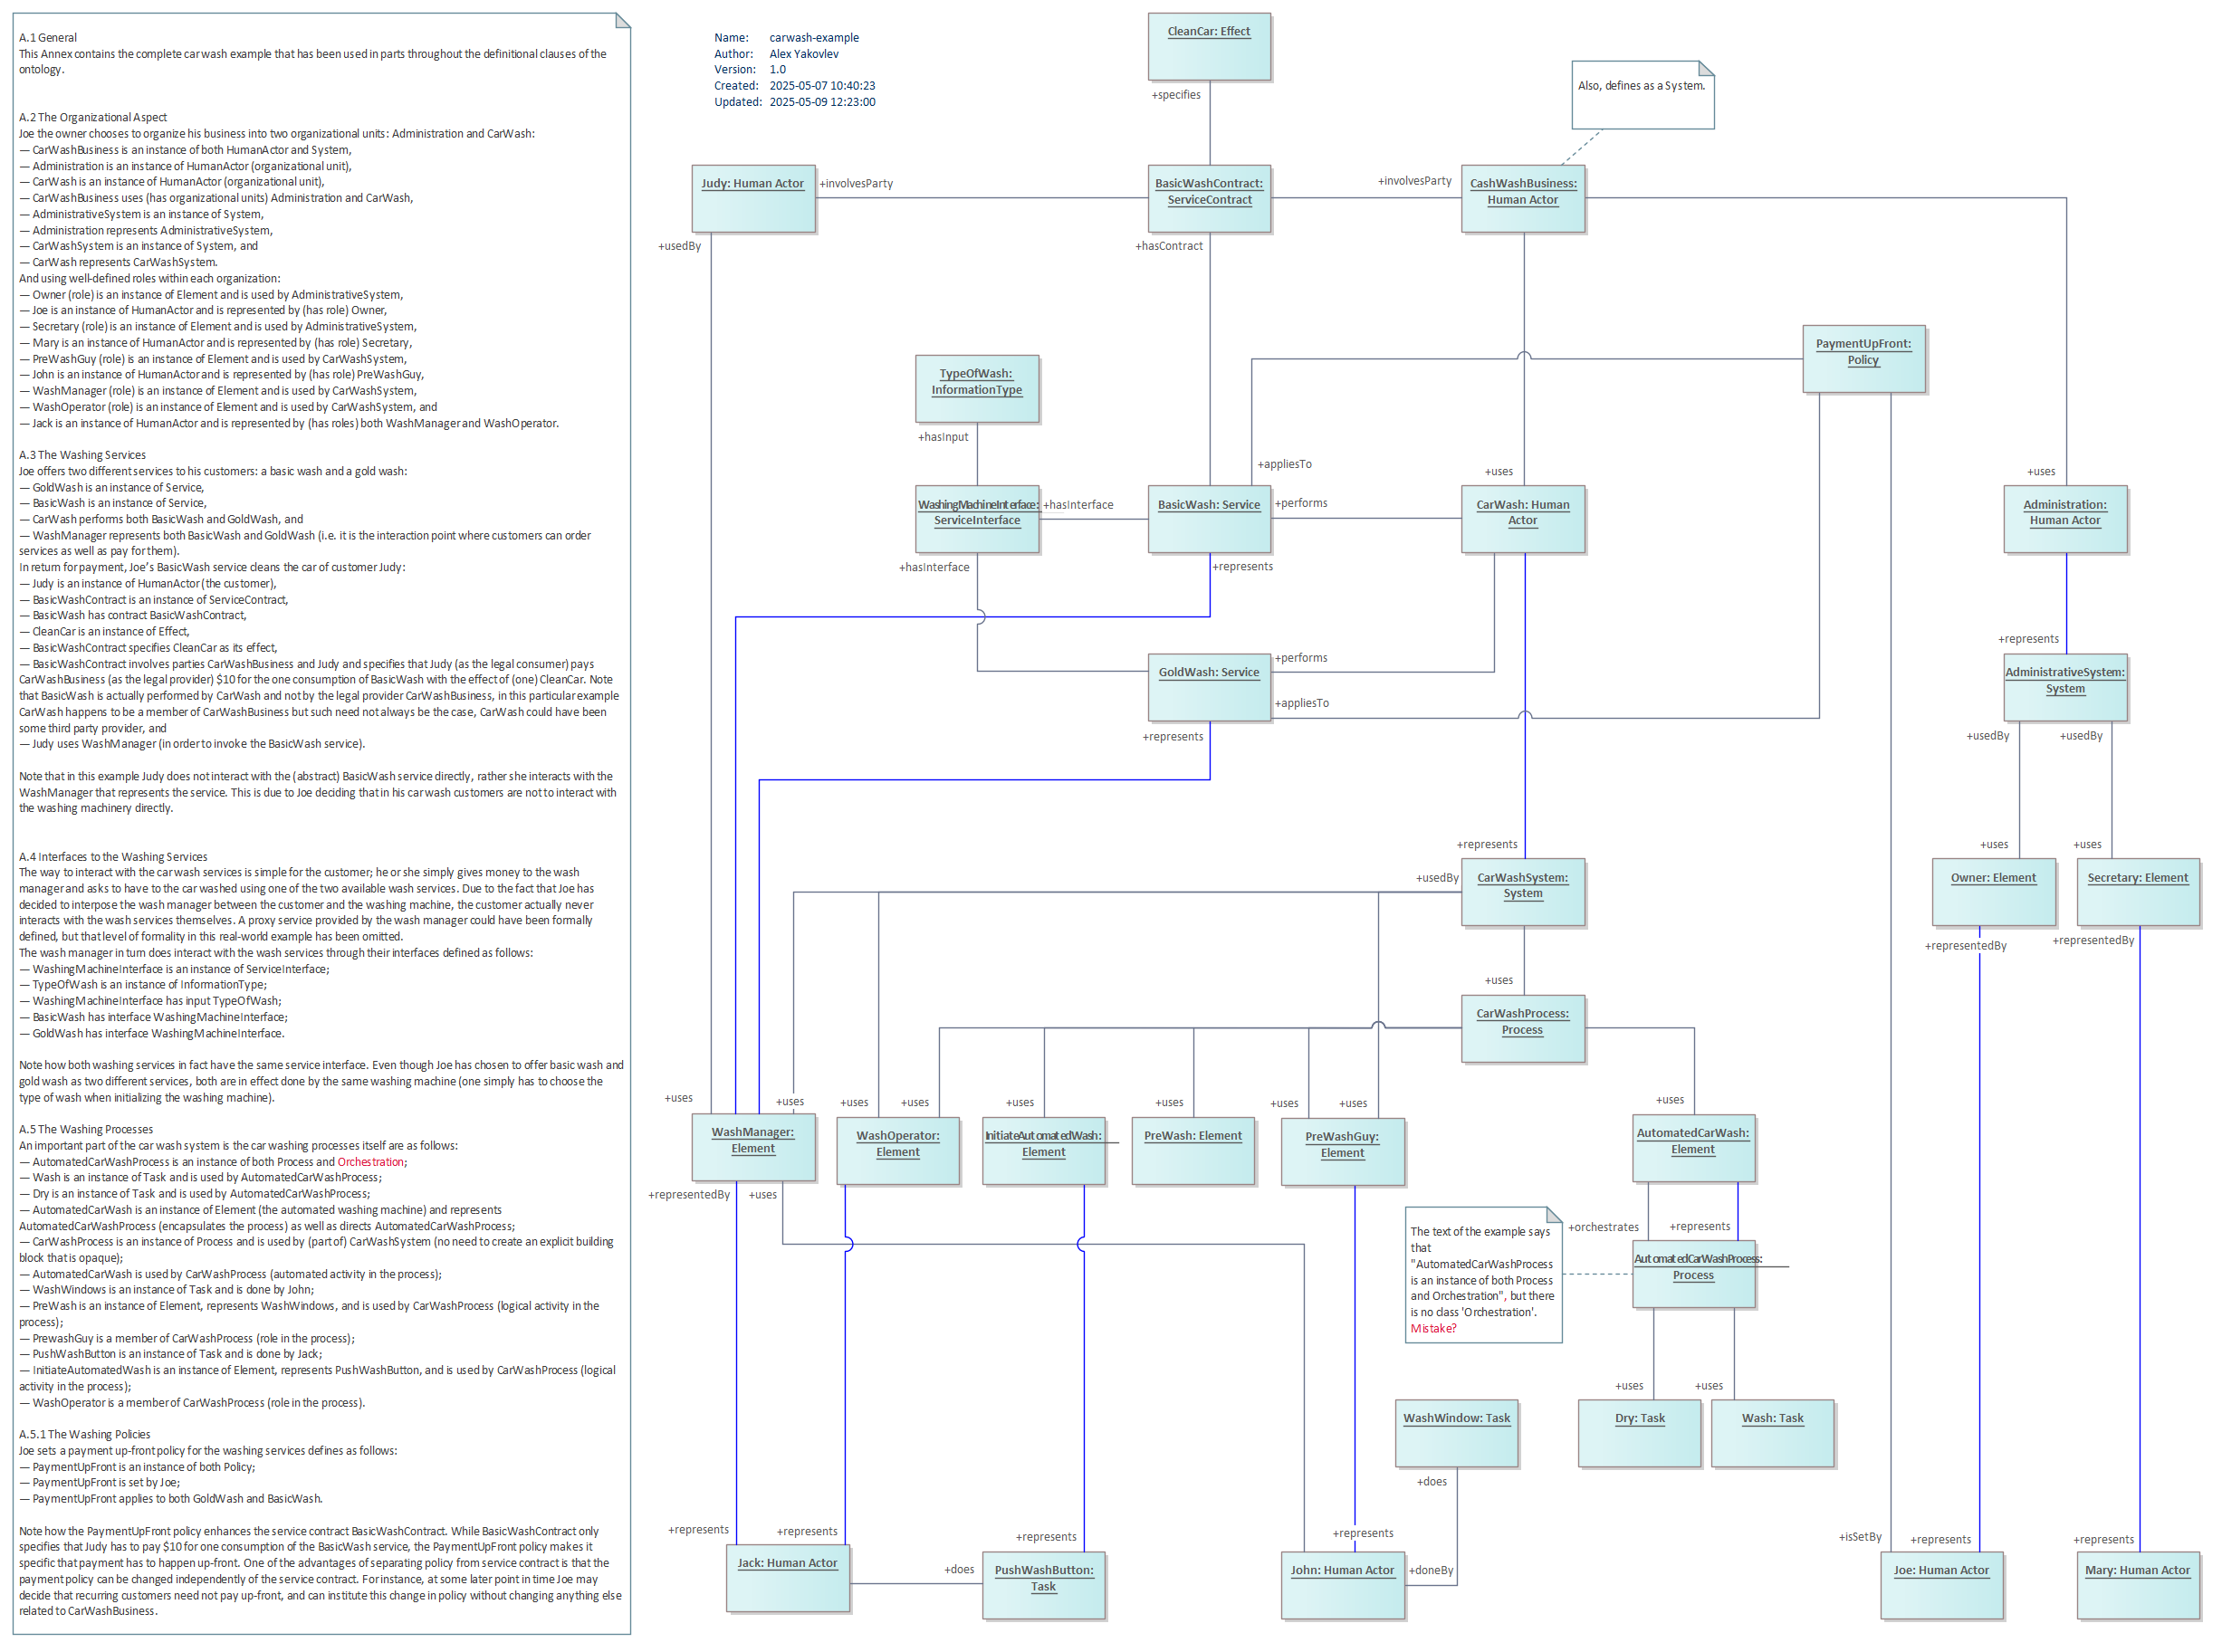 A.1 General
This Annex contains the complete car wash example that has been used in parts throughout the definitional clauses of the
ontology.
A.2 The Organizational Aspect
Joe the owner chooses to organize his business into two organizational units: Administration and CarWash:
— CarWashBusiness is an instance of both HumanActor and System,
— Administration is an instance of HumanActor (organizational unit),
— CarWash is an instance of HumanActor (organizational unit),
— CarWashBusiness uses (has organizational units) Administration and CarWash,
— AdministrativeSystem is an instance of System,
— Administration represents AdministrativeSystem,
— CarWashSystem is an instance of System, and
— CarWash represents CarWashSystem.
And using well-defined roles within each organization:
— Owner (role) is an instance of Element and is used by AdministrativeSystem,
— Joe is an instance of HumanActor and is represented by (has role) Owner,
— Secretary (role) is an instance of Element and is used by AdministrativeSystem,
— Mary is an instance of HumanActor and is represented by (has role) Secretary,
— PreWashGuy (role) is an instance of Element and is used by CarWashSystem,
— John is an instance of HumanActor and is represented by (has role) PreWashGuy,
— WashManager (role) is an instance of Element and is used by CarWashSystem,
— WashOperator (role) is an instance of Element and is used by CarWashSystem, and
— Jack is an instance of HumanActor and is represented by (has roles) both WashManager and WashOperator.
A.3 The Washing Services
Joe offers two different services to his customers: a basic wash and a gold wash:
— GoldWash is an instance of Service,
— BasicWash is an instance of Service,
— CarWash performs both BasicWash and GoldWash, and
— WashManager represents both BasicWash and GoldWash (i.e. it is the interaction point where customers can order
services as well as pay for them).
In return for payment, Joe's BasicWash service cleans the car of customer Judy:
— Judy is an instance of HumanActor (the customer),
— BasicWashContract is an instance of ServiceContract,
— BasicWash has contract BasicWashContract,
— CleanCar is an instance of Effect,
— BasicWashContract specifies CleanCar as its effect,
— BasicWashContract involves parties CarWashBusiness and Judy and specifies that Judy (as the legal consumer) pays
CarWashBusiness (as the legal provider) $10 for the one consumption of BasicWash with the effect of (one) CleanCar. Note
that BasicWash is actually performed by CarWash and not by the legal provider CarWashBusiness, in this particular example
CarWash happens to be a member of CarWashBusiness but such need not always be the case, CarWash could have been
some third party provider, and
— Judy uses WashManager (in order to invoke the BasicWash service).
Note that in this example Judy does not interact with the (abstract) BasicWash service directly, rather she interacts with the
WashManager that represents the service. This is due to Joe deciding that in his car wash customers are not to interact with
the washing machinery directly.
A.4 Interfaces to the Washing Services
The way to interact with the car wash services is simple for the customer; he or she simply gives money to the wash
manager and asks to have to the car washed using one of the two available wash services. Due to the fact that Joe has
decided to interpose the wash manager between the customer and the washing machine, the customer actually never
interacts with the wash services themselves. A proxy service provided by the wash manager could have been formally
defined, but that level of formality in this real-world example has been omitted.
The wash manager in turn does interact with the wash services through their interfaces defined as follows:
— WashingMachineInterface is an instance of ServiceInterface;
— TypeOfWash is an instance of InformationType;
— WashingMachineInterface has input TypeOfWash;
— BasicWash has interface WashingMachineInterface;
— GoldWash has interface WashingMachineInterface.
Note how both washing services in fact have the same service interface. Even though Joe has chosen to offer basic wash and
gold wash as two different services, both are in effect done by the same washing machine (one simply has to choose the
type of wash when initializing the washing machine).
A.5 The Washing Processes
An important part of the car wash system is the car washing processes itself are as follows:
— AutomatedCarWashProcess is an instance of both Process and Orchestration;
— Wash is an instance of Task and is used by AutomatedCarWashProcess;
— Dry is an instance of Task and is used by AutomatedCarWashProcess;
— AutomatedCarWash is an instance of Element (the automated washing machine) and represents
AutomatedCarWashProcess (encapsulates the process) as well as directs AutomatedCarWashProcess;
— CarWashProcess is an instance of Process and is used by (part of) CarWashSystem (no need to create an explicit building
block that is opaque);
— AutomatedCarWash is used by CarWashProcess (automated activity in the process);
— WashWindows is an instance of Task and is done by John;
— PreWash is an instance of Element, represents WashWindows, and is used by CarWashProcess (logical activity in the
process);
— PrewashGuy is a member of CarWashProcess (role in the process);
— PushWashButton is an instance of Task and is done by Jack;
— InitiateAutomatedWash is an instance of Element, represents PushWashButton, and is used by CarWashProcess (logical
activity in the process);
— WashOperator is a member of CarWashProcess (role in the process).
A.5.1 The Washing Policies
Joe sets a payment up-front policy for the washing services defines as follows:
— PaymentUpFront is an instance of both Policy;
— PaymentUpFront is set by Joe;
— PaymentUpFront applies to both GoldWash and BasicWash.
Note how the PaymentUpFront policy enhances the service contract BasicWashContract. While BasicWashContract only
specifies that Judy has to pay $10 for one consumption of the BasicWash service, the PaymentUpFront policy makes it
specific that payment has to happen up-front. One of the advantages of separating policy from service contract is that the
payment policy can be changed independently of the service contract. For instance, at some later point in time Joe may
decide that recurring customers need not pay up-front, and can institute this change in policy without changing anything else
related to CarWashBusiness.
Name: carwash-example
Author: Alex Yakovlev
Version: 1.0
Created: 2025-05-07 10:40:23
Updated: 2025-05-09 12:23:00
CleanCar: Effect
+specifies
Also, defines as a System.
Judy: Human Actor
+involvesParty
BasicWashContract:
ServiceContract
+involvesParty
CashWashBusiness:
Human Actor
+usedBy
+hasContract
PaymentUpFront:
Policy
TypeOfWash:
InformationType
+hasInput
+appliesTo
+uses
+uses
WashingMachineInterface:
ServiceInterface
+hasInterface
BasicWash: Service
+performs
CarWash: Human
Actor
Administration:
Human Actor
+hasInterface
+represents
+represents
GoldWash: Service
+performs
+appliesTo
+represents
AdministrativeSystem:
System
+usedBy
+usedBy
+represents
+usedBy
CarWashSystem:
System
+uses
+uses
Owner: Element
Secretary: Element
+representedBy
+representedBy
+uses
CarWashProcess:
Process
+uses
+uses
+uses
+uses
+uses
+uses
+uses
+uses
+uses
WashManager:
Element
WashOperator:
Element
InitiateAutomatedWash:
Element
PreWash: Element
PreWashGuy:
Element
AutomatedCarWash:
Element
+representedBy
+uses
+orchestrates
+represents
The text of the example says
that
"AutomatedCarWashProcess
is an instance of both Process
and Orchestration", but there
is no class 'Orchestration'.
Mistake?
AutomatedCarWashProcess:
Process
+uses
+uses
WashWindow: Task
Dry: Task
Wash: Task
+does
+represents
+represents
+represents
+represents
+isSetBy
+represents
+represents
Jack: Human Actor
+does
PushWashButton:
Task
John: Human Actor
+doneBy
Joe: Human Actor
Mary: Human Actor